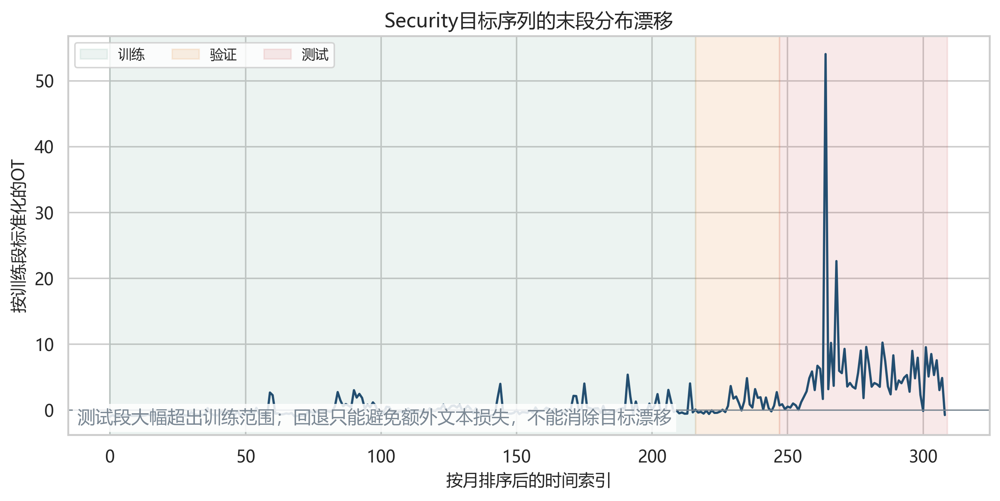 Security目标序列的末段分布漂移
训练
验证
测试
按训练段标准化的OT
50
40
30
20
10
0
测试段大幅超出训练范围；回退只能避免额外文本损失，不能消除目标漂移
0
50
100
150
200
250
300
按月排序后的时间索引